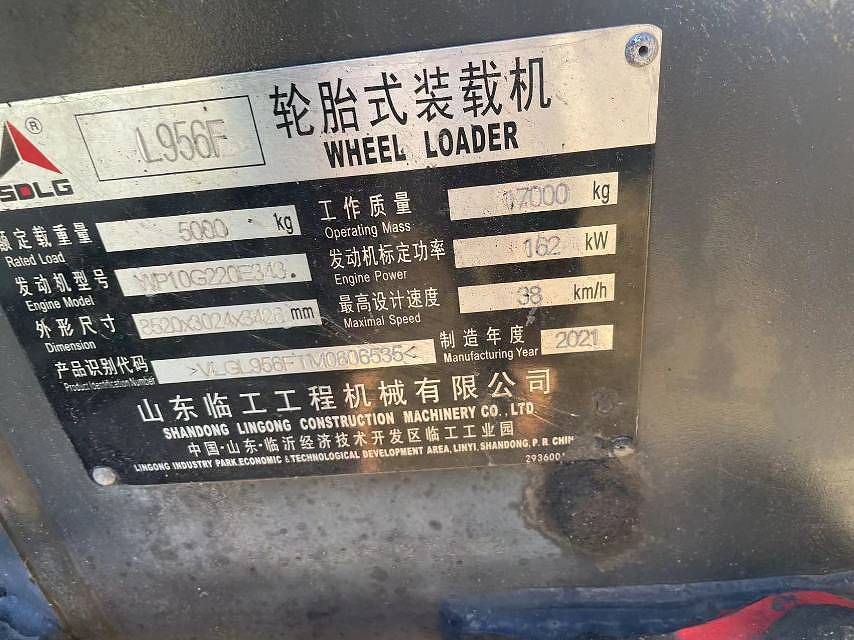 L956F
轮胎式装载机
WHEEL LOADER
®
SDLG
额定载重量 5000 kg
Rated Load
工作质量 17000 kg
Operating Mass
发动机型号 WP10G220E343
Engine Model
发动机标定功率 162 kW
Engine Power
外形尺寸 8520x3024x3426 mm
Dimension
最高设计速度 38 km/h
Maximal Speed
产品识别代码 >VLGL956FTM0606535<
Product Identification Number
制造年度 2021
Manufacturing Year
山东临工工程机械有限公司
SHANDONG LINGONG CONSTRUCTION MACHINERY CO., LTD.
中国·山东·临沂经济技术开发区临工工业园
LINGONG INDUSTRY PARK, ECONOMIC & TECHNOLOGICAL DEVELOPMENT AREA, LINYI, SHANDONG, P. R. CHIN